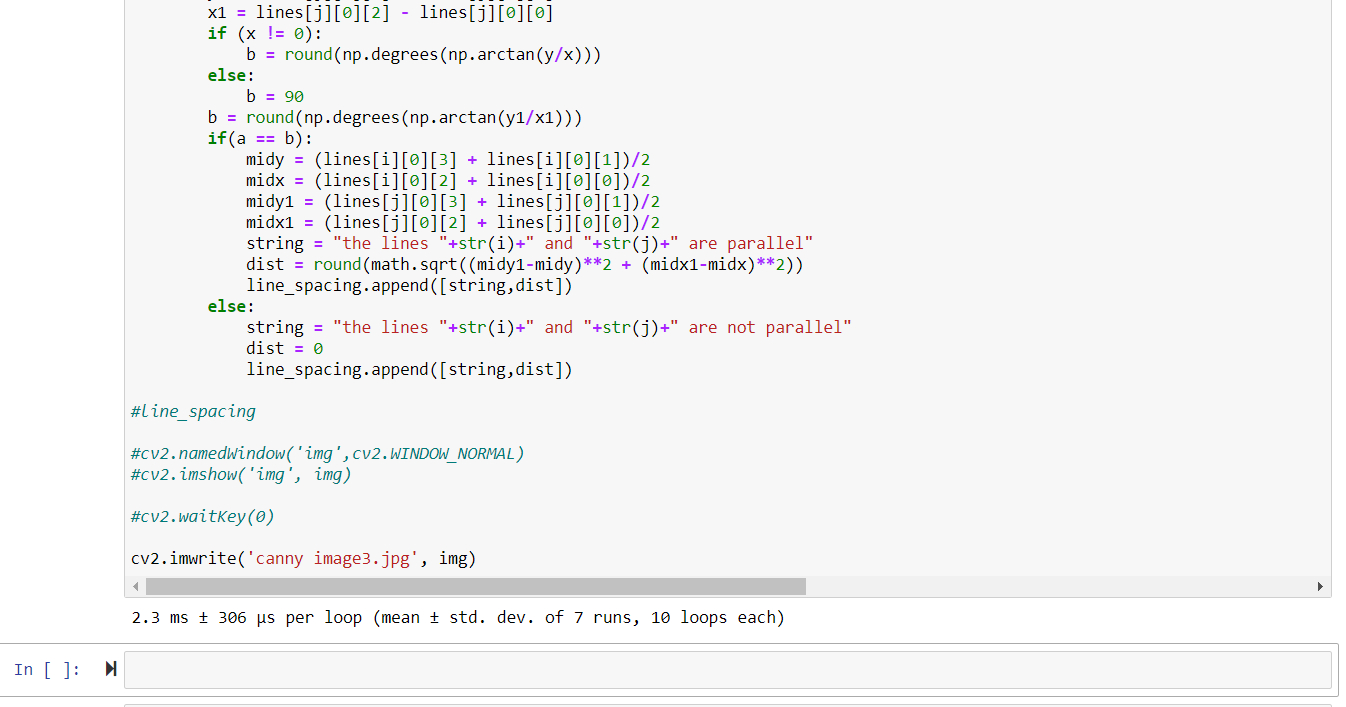 x1 = lines[j][0][2] - lines[j][0][0]
if (x != 0):
b = round(np.degrees(np.arctan(y/x)))
else:
b = 90
b = round(np.degrees(np.arctan(y1/x1)))
if(a == b):
midy = (lines[i][0][3] + lines[i][0][1])/2
midx = (lines[i][0][2] + lines[i][0][0])/2
midy1 = (lines[j][0][3] + lines[j][0][1])/2
midx1 = (lines[j][0][2] + lines[j][0][0])/2
string = "the lines "+str(i)+" and "+str(j)+" are parallel"
dist = round(math.sqrt((midy1-midy)**2 + (midx1-midx)**2))
line_spacing.append([string,dist])
else:
string = "the lines "+str(i)+" and "+str(j)+" are not parallel"
dist = 0
line_spacing.append([string,dist])
#line_spacing
#cv2.namedWindow('img',cv2.WINDOW_NORMAL)
#cv2.imshow('img', img)
#cv2.waitKey(0)
cv2.imwrite('canny image3.jpg', img)
2.3 ms ± 306 µs per loop (mean ± std. dev. of 7 runs, 10 loops each)
In [ ]: